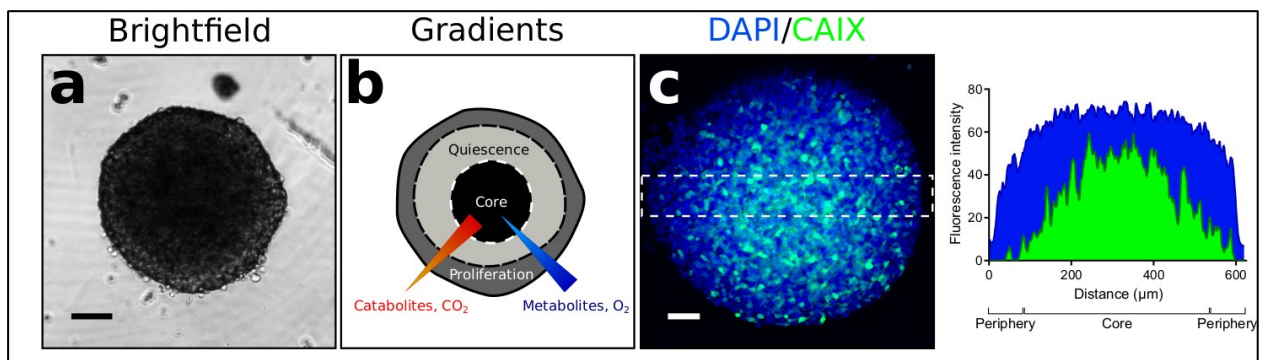 Brightfield
Gradients
DAPI/CAIX
a
b
c
Quiescence
Core
Proliferation
Catabolites, CO₂
Metabolites, O₂
Fluorescence intensity
80
60
40
20
0
0 200 400 600
Distance (µm)
Periphery Core Periphery